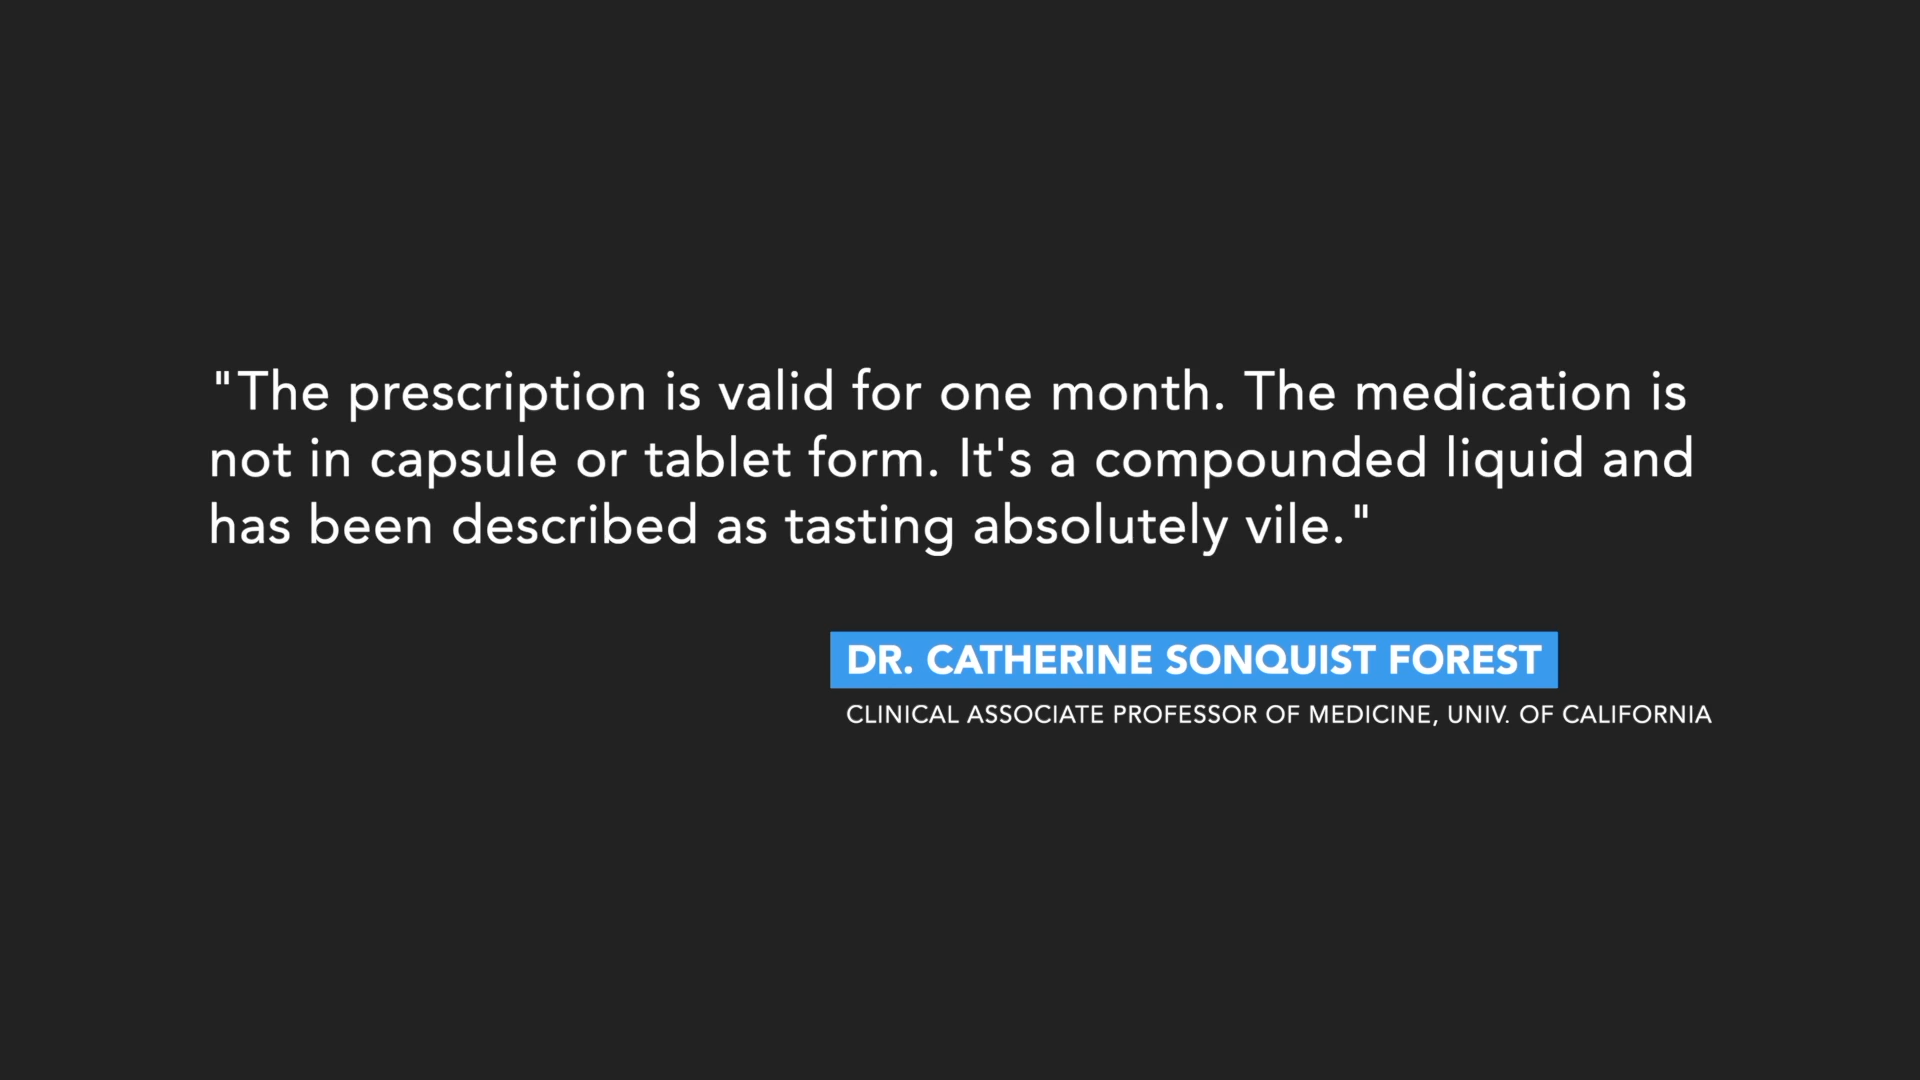 "The prescription is valid for one month. The medication is
not in capsule or tablet form. It's a compounded liquid and
has been described as tasting absolutely vile."
DR. CATHERINE SONQUIST FOREST
CLINICAL ASSOCIATE PROFESSOR OF MEDICINE, UNIV. OF CALIFORNIA